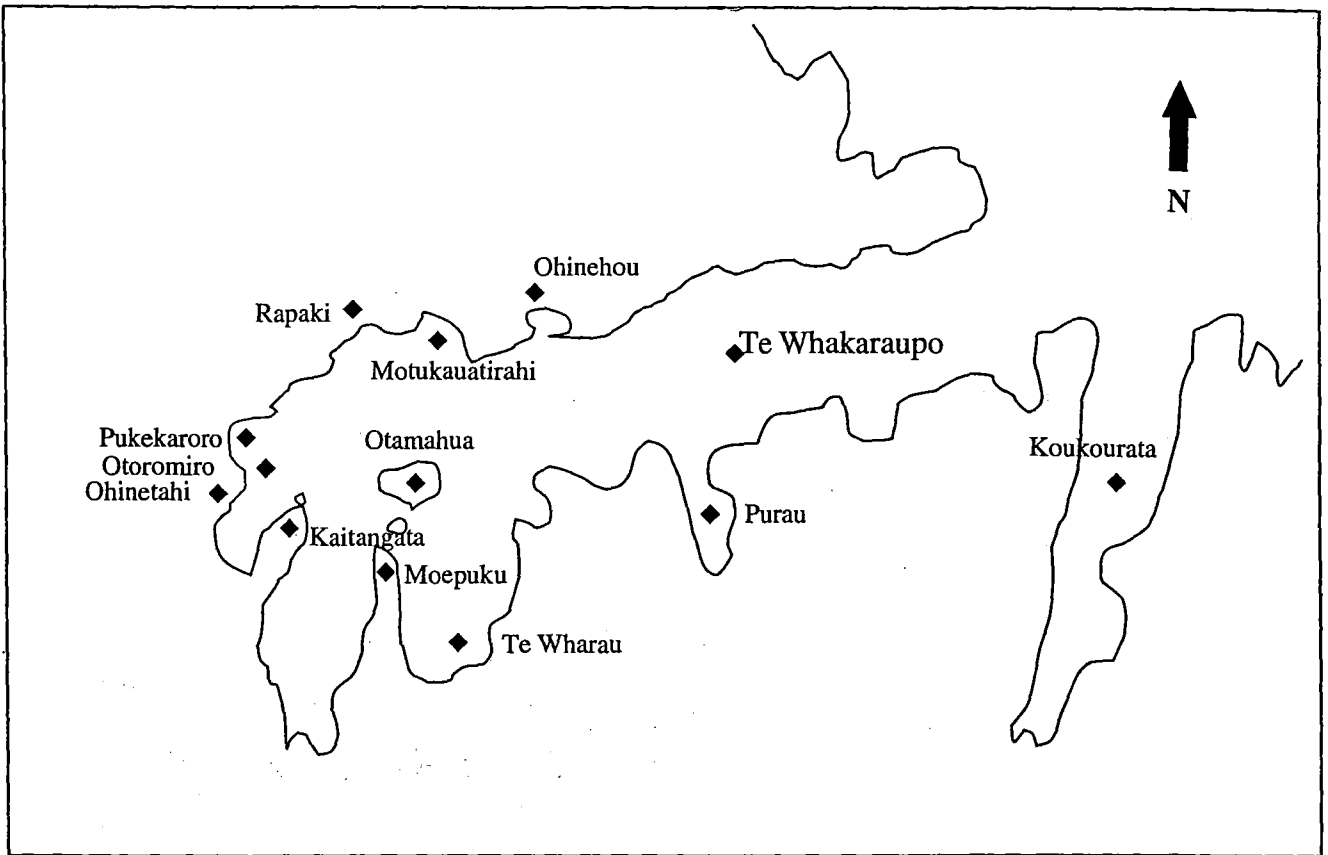 N
Ohinehou
Rapaki
Te Whakaraupo
Motukauatirahi
Pukekaroro
Otamahua
Koukourata
Otoromiro
Ohinetahi
Purau
Kaitangata
Moepuku
Te Wharau